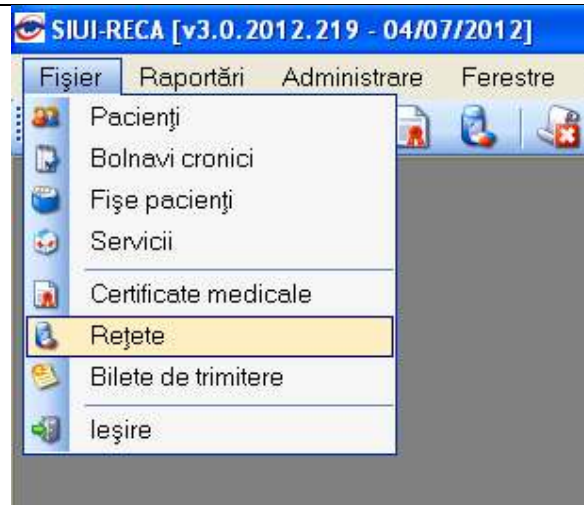 SIUI-RECA [v3.0.2012.219 - 04/07/2012]
Fişier Raportări Administrare Ferestre
Pacienţi
Bolnavi cronici
Fişe pacienţi
Servicii
Certificate medicale
Reţete
Bilete de trimitere
Ieşire